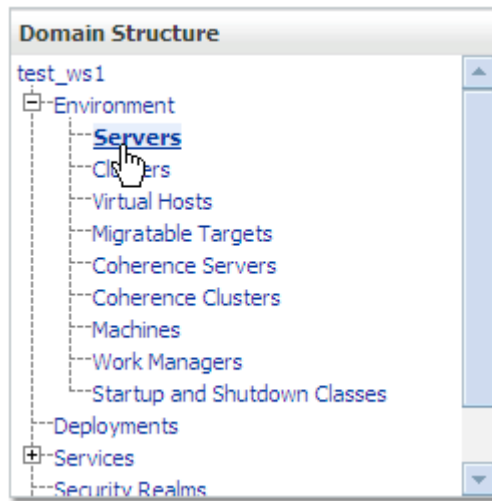 Domain Structure
test_ws1
Environment
Servers
Clusters
Virtual Hosts
Migratable Targets
Coherence Servers
Coherence Clusters
Machines
Work Managers
Startup and Shutdown Classes
Deployments
Services
Security Realms